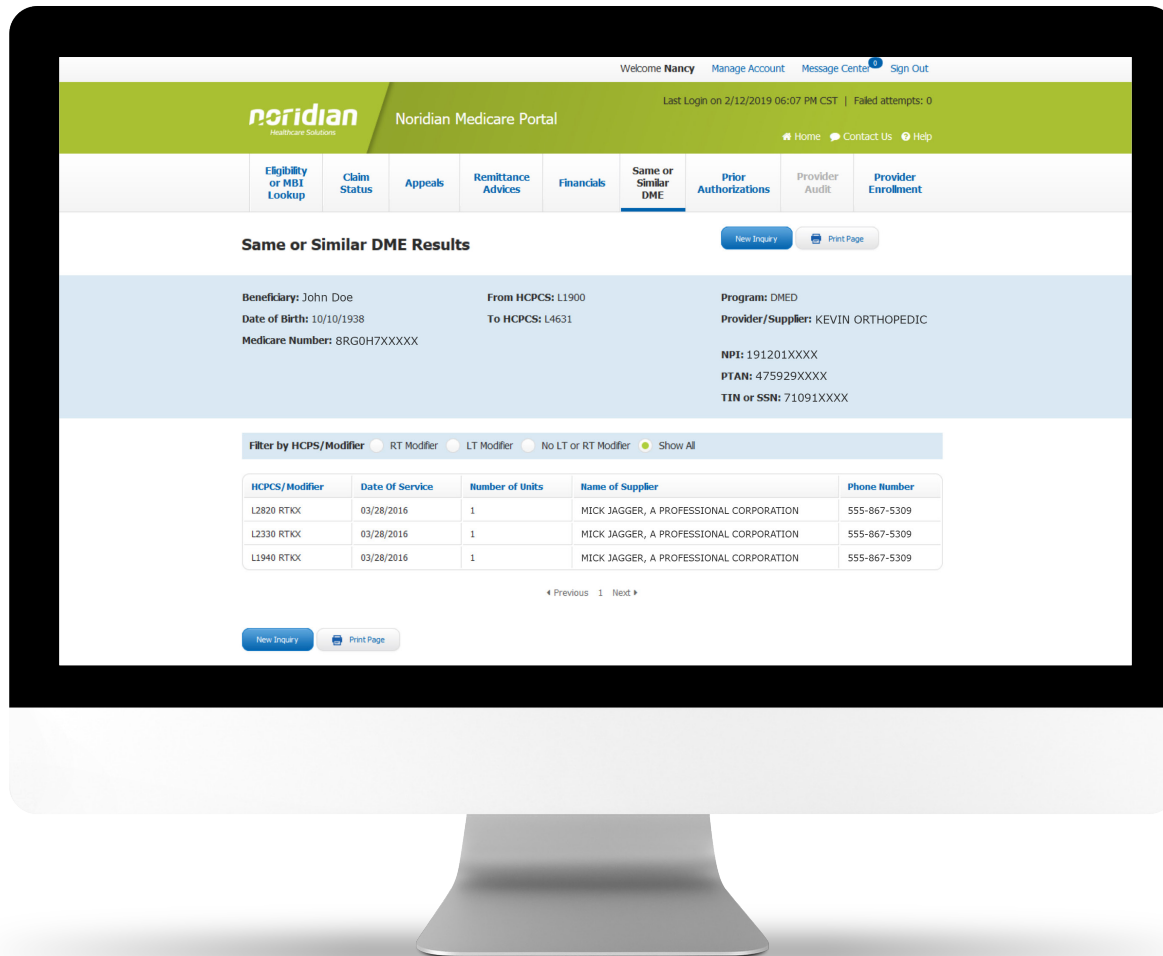 Welcome Nancy Manage Account Message Center 0 Sign Out
Last Login on 2/12/2019 06:07 PM CST | Failed attempts: 0
noridian
Healthcare Solutions
Noridian Medicare Portal
Home Contact Us Help
Eligibility or MBI Lookup
Claim Status
Appeals
Remittance Advices
Financials
Same or Similar DME
Prior Authorizations
Provider Audit
Provider Enrollment
Same or Similar DME Results
New Inquiry Print Page
Beneficiary: John Doe From HCPCS: L1900 Program: DMED
Date of Birth: 10/10/1938 To HCPCS: L4631 Provider/Supplier: KEVIN ORTHOPEDIC
Medicare Number: 8RG0H7XXXXX
NPI: 191201XXXX
PTAN: 475929XXXX
TIN or SSN: 71091XXXX
Filter by HCPS/Modifier RT Modifier LT Modifier No LT or RT Modifier Show All
HCPCS/Modifier Date Of Service Number of Units Name of Supplier Phone Number
L2820 RTKX 03/28/2016 1 MICK JAGGER, A PROFESSIONAL CORPORATION 555-867-5309
L2330 RTKX 03/28/2016 1 MICK JAGGER, A PROFESSIONAL CORPORATION 555-867-5309
L1940 RTKX 03/28/2016 1 MICK JAGGER, A PROFESSIONAL CORPORATION 555-867-5309
Previous 1 Next
New Inquiry Print Page